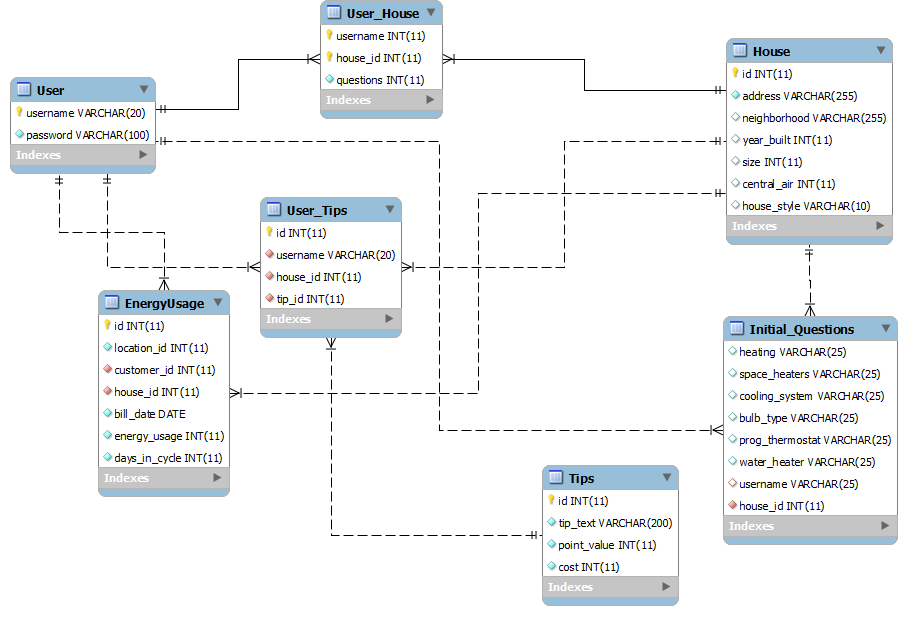 User_House
username INT(11)
house_id INT(11)
questions INT(11)
Indexes
House
id INT(11)
address VARCHAR(255)
neighborhood VARCHAR(255)
year_built INT(11)
size INT(11)
central_air INT(11)
house_style VARCHAR(10)
Indexes
User
username VARCHAR(20)
password VARCHAR(100)
Indexes
User_Tips
id INT(11)
username VARCHAR(20)
house_id INT(11)
tip_id INT(11)
Indexes
EnergyUsage
id INT(11)
location_id INT(11)
customer_id INT(11)
house_id INT(11)
bill_date DATE
energy_usage INT(11)
days_in_cycle INT(11)
Indexes
Initial_Questions
heating VARCHAR(25)
space_heaters VARCHAR(25)
cooling_system VARCHAR(25)
bulb_type VARCHAR(25)
prog_thermostat VARCHAR(25)
water_heater VARCHAR(25)
username VARCHAR(25)
house_id INT(11)
Indexes
Tips
id INT(11)
tip_text VARCHAR(200)
point_value INT(11)
cost INT(11)
Indexes